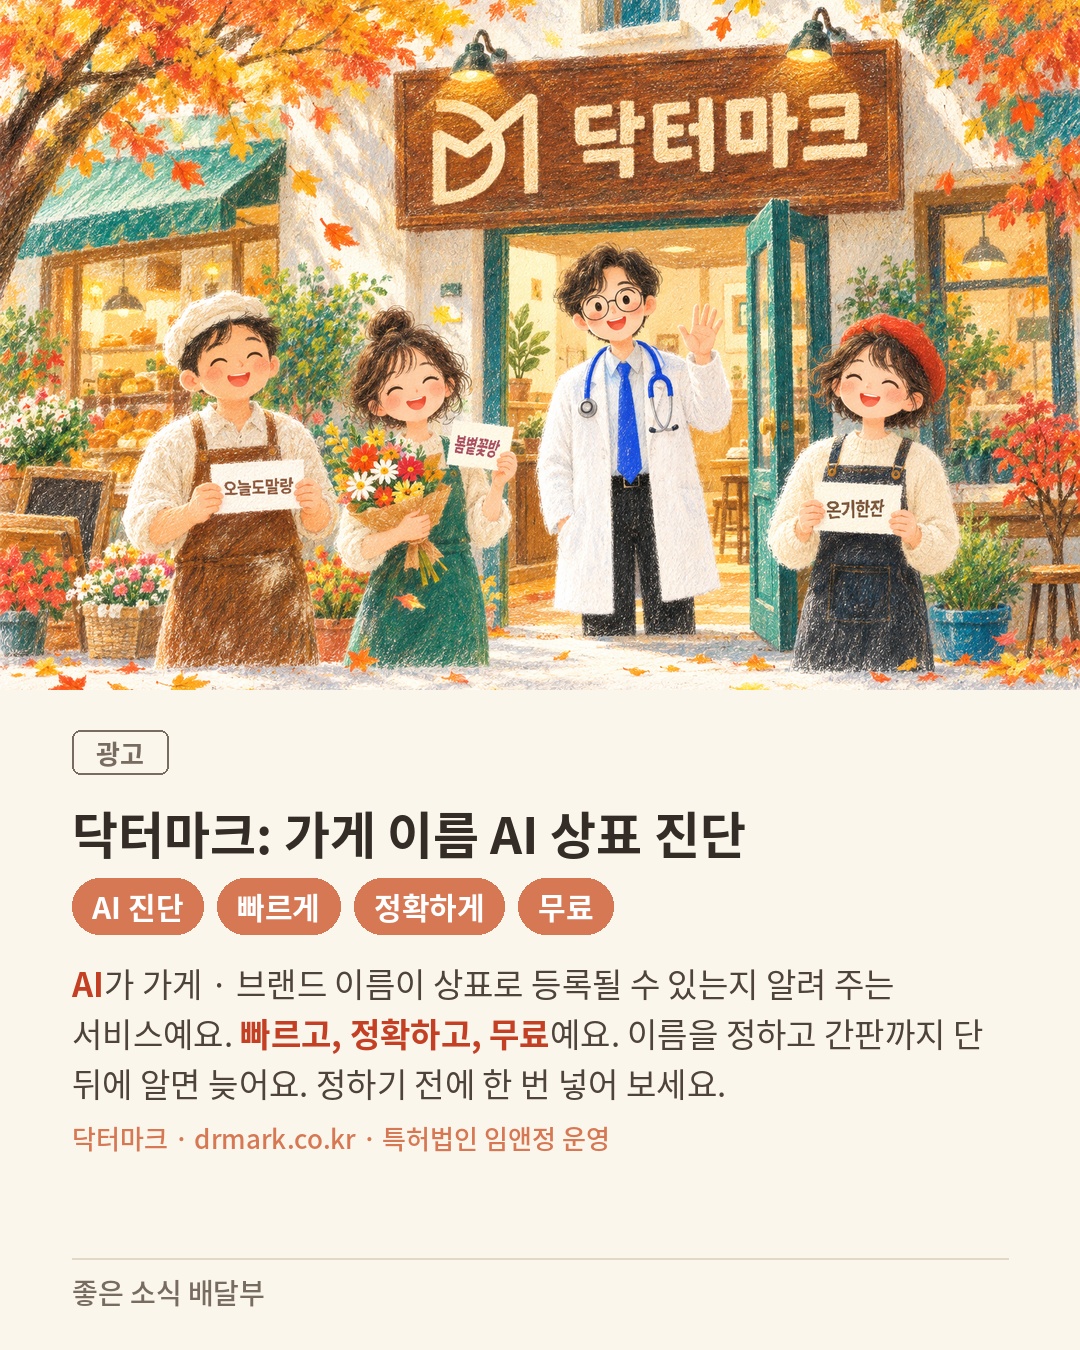 닥터마크
오늘도말랑
봄볕꽃방
온기한잔
광고
닥터마크: 가게 이름 AI 상표 진단
AI 진단 빠르게 정확하게 무료
AI가 가게 · 브랜드 이름이 상표로 등록될 수 있는지 알려 주는
서비스예요. 빠르고, 정확하고, 무료예요. 이름을 정하고 간판까지 단
뒤에 알면 늦어요. 정하기 전에 한 번 넣어 보세요.
닥터마크 · drmark.co.kr · 특허법인 임앤정 운영
좋은 소식 배달부